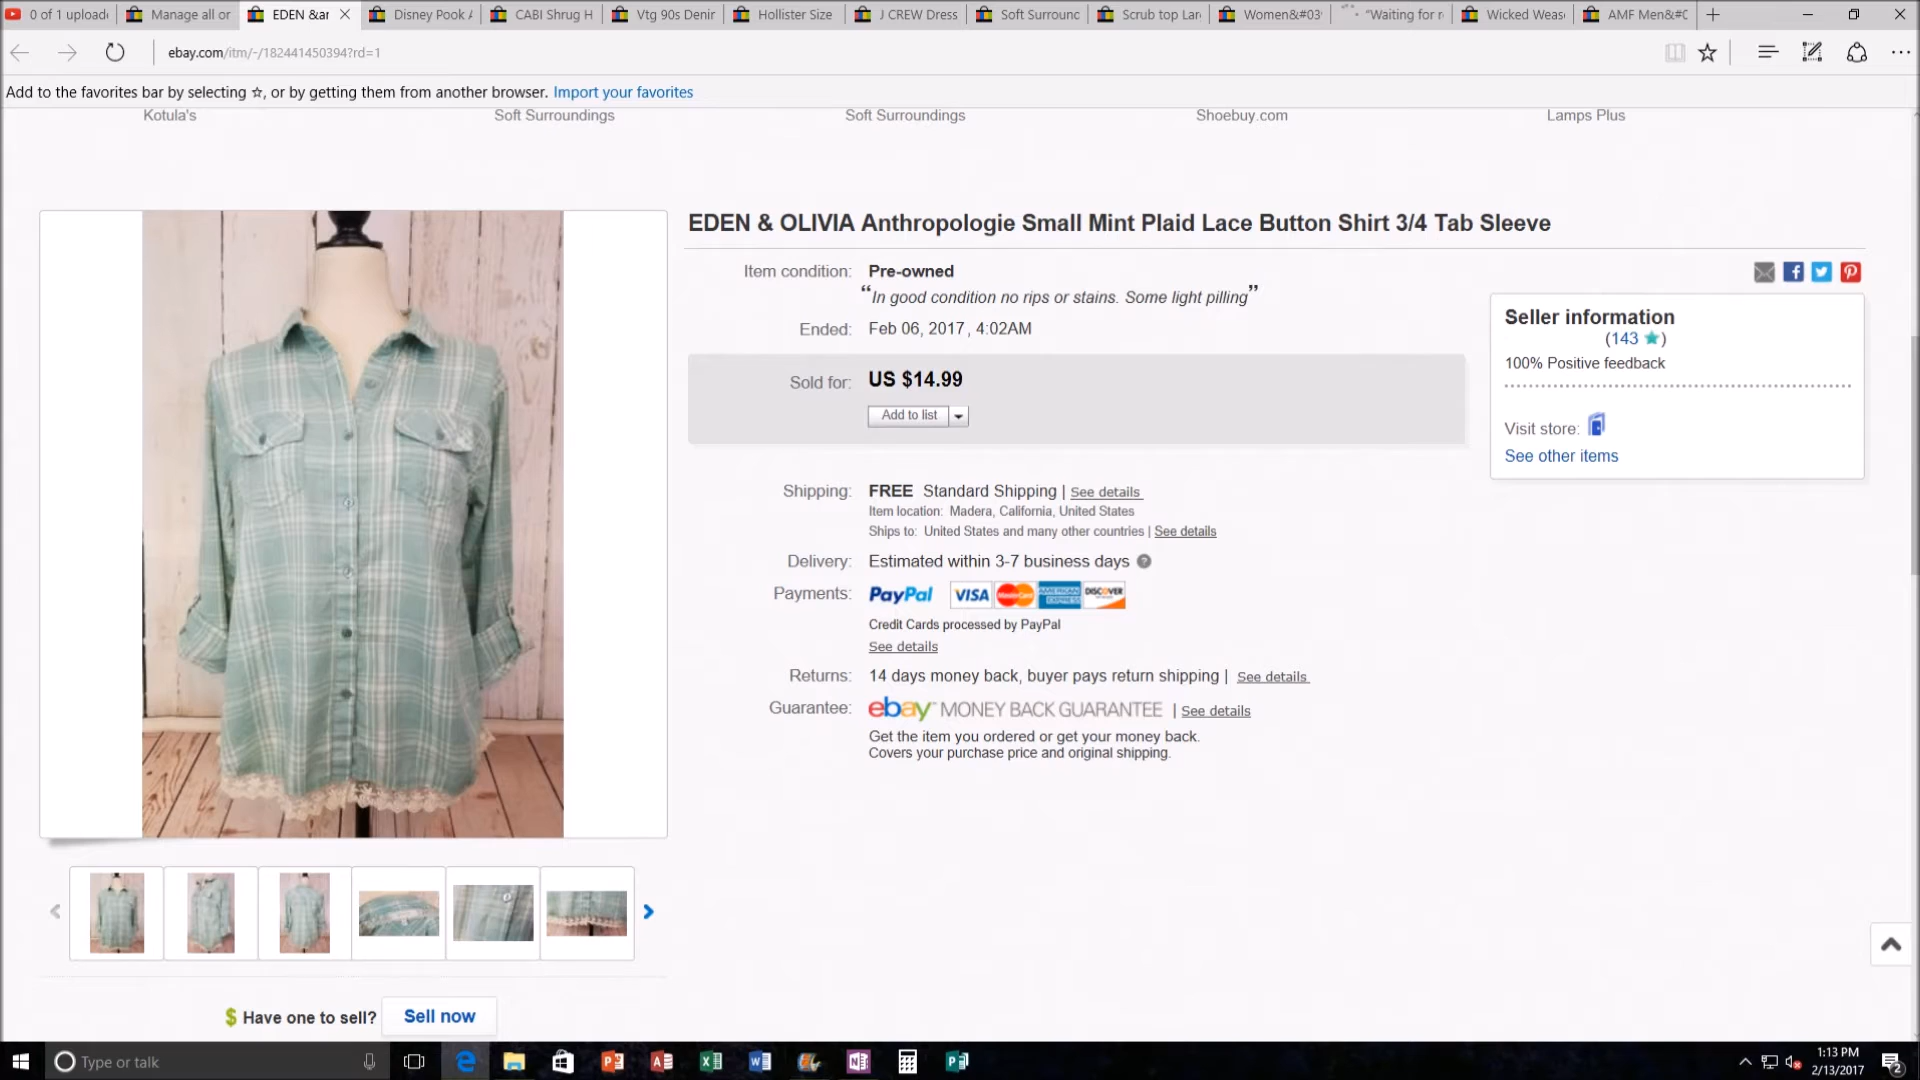 0 of 1 uploade
Manage all or
EDEN &ar
Disney Pook A
CABI Shrug H
Vtg 90s Denir
Hollister Size
J CREW Dress
Soft Surrounc
Scrub top Lar
Women&#03
"Waiting for r
Wicked Weas
AMF Men&#0
ebay.com/itm/-/182441450394?rd=1
Add to the favorites bar by selecting ☆, or by getting them from another browser. Import your favorites
Kotula's
Soft Surroundings
Soft Surroundings
Shoebuy.com
Lamps Plus
EDEN & OLIVIA Anthropologie Small Mint Plaid Lace Button Shirt 3/4 Tab Sleeve
Item condition: Pre-owned
“In good condition no rips or stains. Some light pilling”
Ended: Feb 06, 2017 , 4:02AM
Sold for: US $14.99
Add to list
Seller information
(143 ★)
100% Positive feedback
Visit store:
See other items
Shipping: FREE Standard Shipping | See details
Item location: Madera, California, United States
Ships to: United States and many other countries | See details
Delivery: Estimated within 3-7 business days
Payments: PayPal VISA MasterCard AMERICAN EXPRESS DISCOVER
Credit Cards processed by PayPal
See details
Returns: 14 days money back, buyer pays return shipping | See details
Guarantee: ebay MONEY BACK GUARANTEE | See details
Get the item you ordered or get your money back.
Covers your purchase price and original shipping.
$ Have one to sell? Sell now
Type or talk
1:13 PM
2/13/2017
2